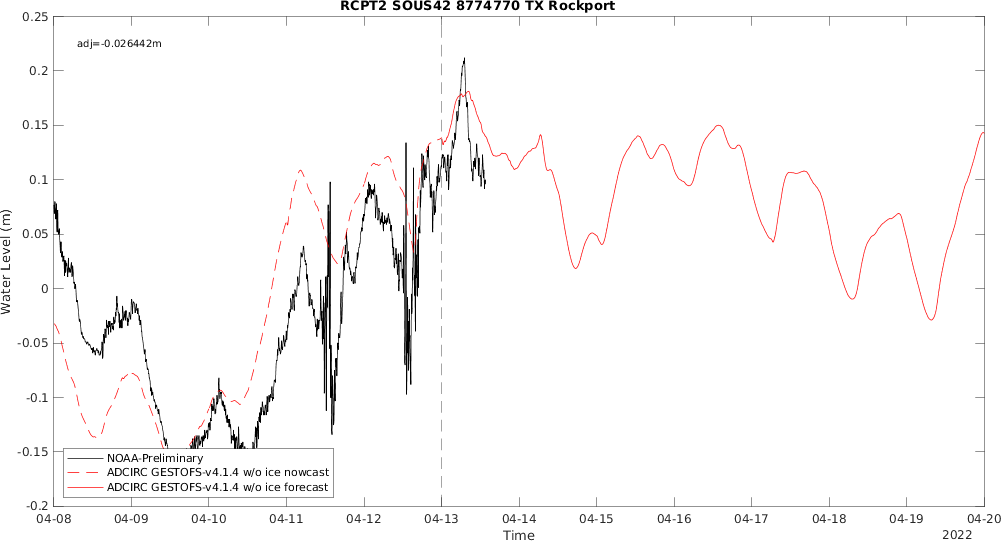 RCPT2 SOUS42 8774770 TX Rockport
0.25
adj=-0.026442m
0.2
0.15
0.1
0.05
0
-0.05
-0.1
-0.15
-0.2
Water Level (m)
NOAA-Preliminary
ADCIRC GESTOFS-v4.1.4 w/o ice nowcast
ADCIRC GESTOFS-v4.1.4 w/o ice forecast
04-08 04-09 04-10 04-11 04-12 04-13 04-14 04-15 04-16 04-17 04-18 04-19 04-20
Time
2022